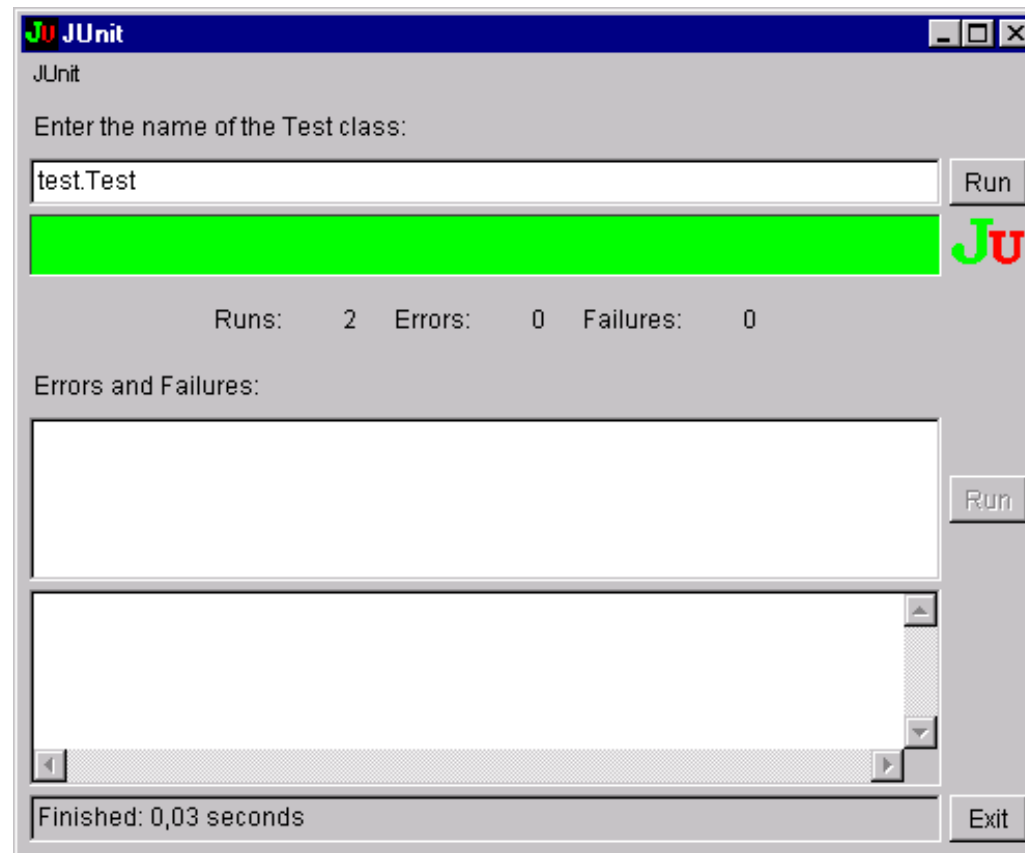 JU JUnit
JUnit
Enter the name of the Test class:
test.Test
Run
JU
Runs: 2 Errors: 0 Failures: 0
Errors and Failures:
Run
Finished: 0,03 seconds
Exit